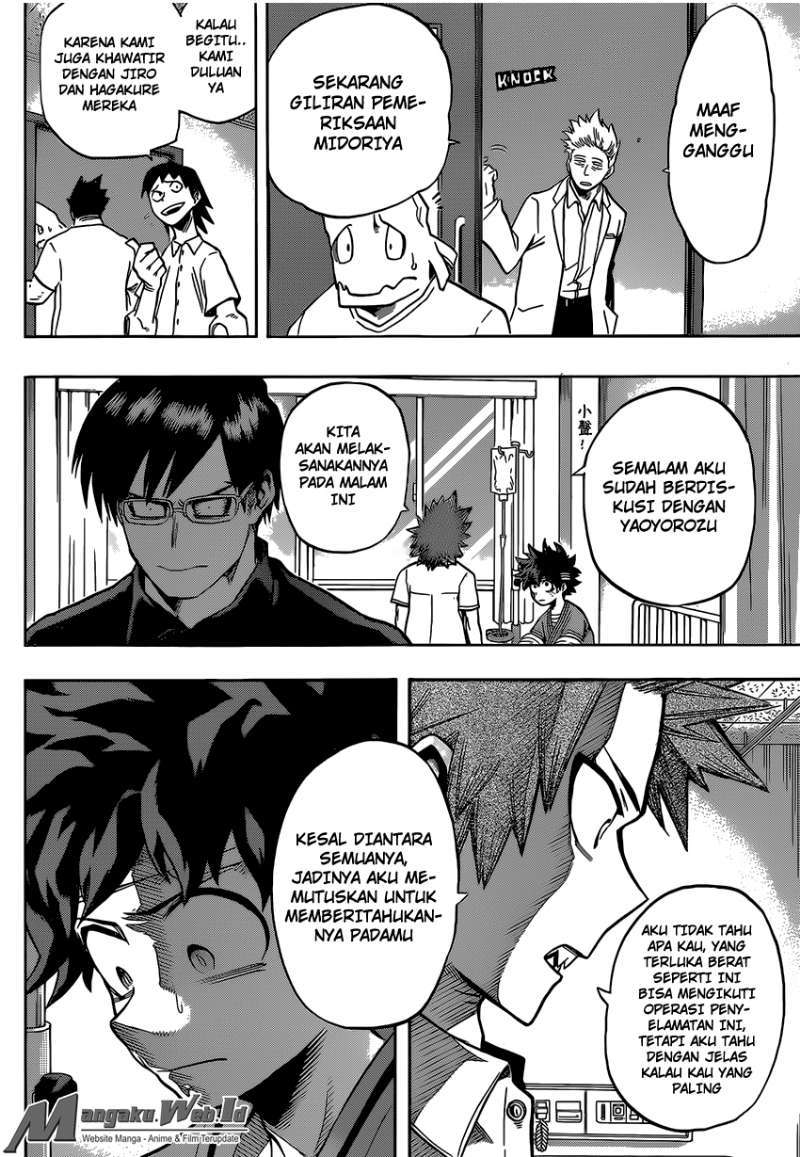 KNOCK
MAAF
MENG-
GANGGU
SEKARANG
GILIRAN PEME-
RIKSAAN
MIDORIYA
KALAU
BEGITU..
KAMI
DULUAN
YA
KARENA KAMI
JUGA KHAWATIR
DENGAN JIRO
DAN HAGAKURE
MEREKA
SEMALAM AKU
SUDAH BERDIS-
KUSI DENGAN
YAOYOROZU
小聲!
KITA
AKAN MELAK-
SANAKANNYA
PADA MALAM
INI
AKU TIDAK TAHU
APA KAU, YANG
TERLUKA BERAT
SEPERTI INI
BISA MENGIKUTI
OPERASI PENY-
ELAMATAN INI,
TETAPI AKU TAHU
DENGAN JELAS
KALAU KAU YANG
PALING
KESAL DIANTARA
SEMUANYA,
JADINYA AKU ME-
MUTUSKAN UNTUK
MEMBERITAHUKAN-
NYA PADAMU
Mangaku.Web.Id
Website Manga - Anime & Film Terupdate